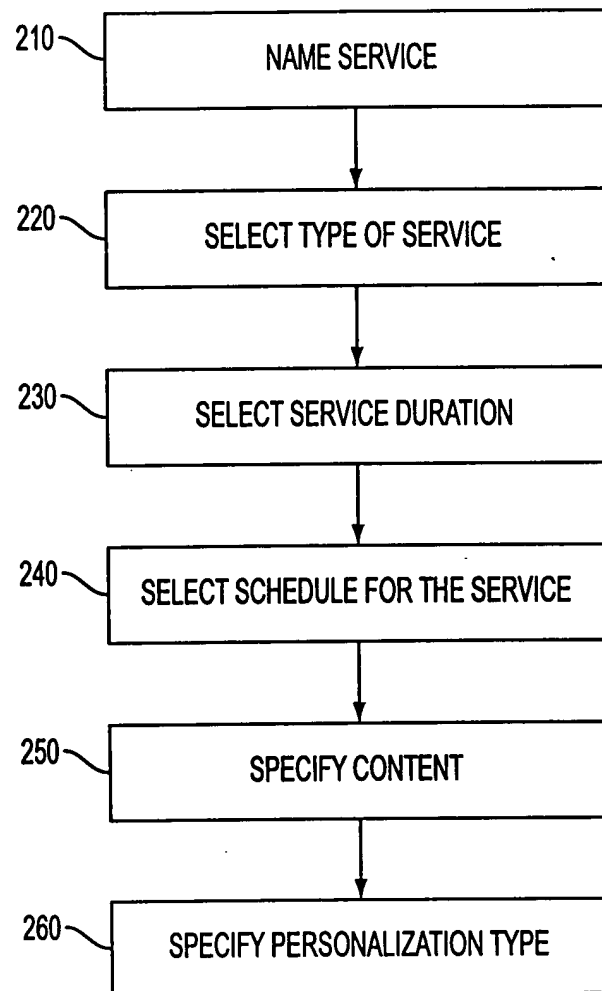 210
NAME SERVICE
220
SELECT TYPE OF SERVICE
230
SELECT SERVICE DURATION
240
SELECT SCHEDULE FOR THE SERVICE
250
SPECIFY CONTENT
260
SPECIFY PERSONALIZATION TYPE